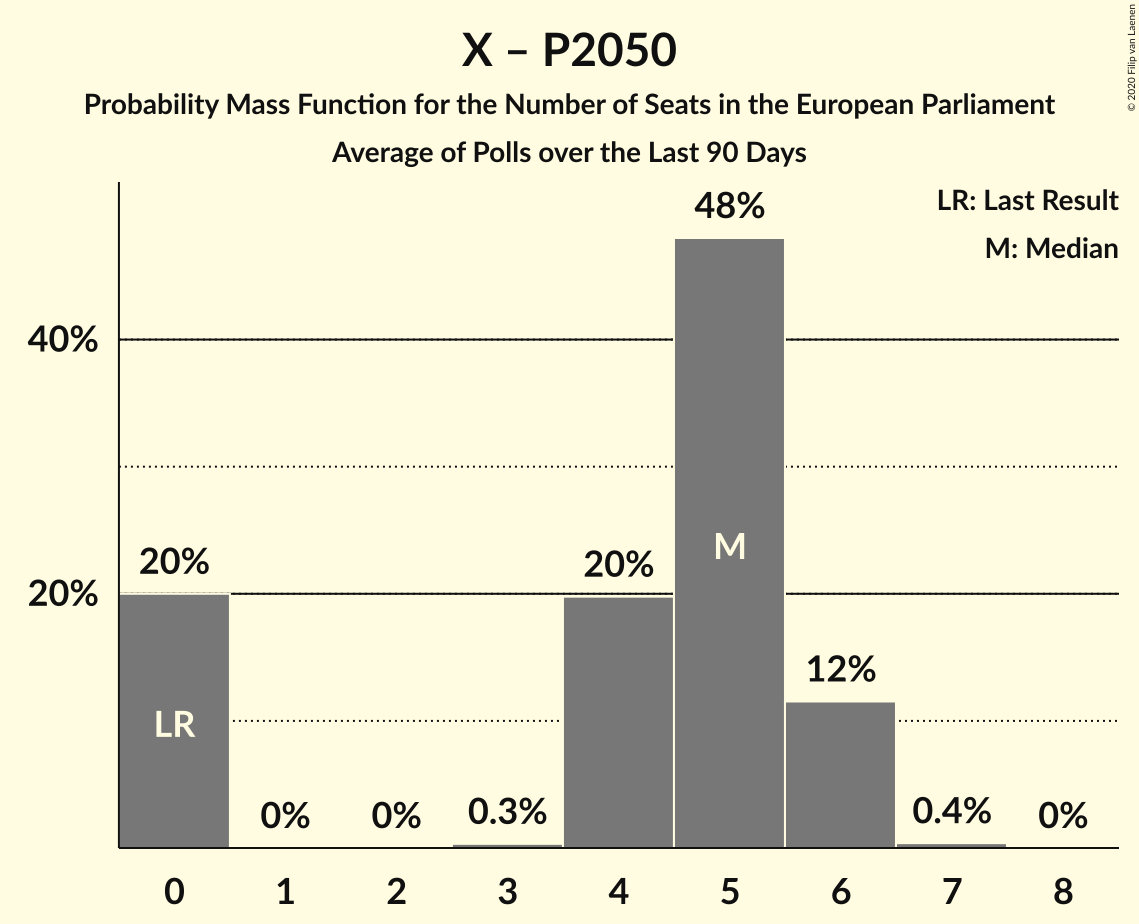 X – P2050
Probability Mass Function for the Number of Seats in the European Parliament
Average of Polls over the Last 90 Days
© 2020 Filip van Laenen
LR: Last Result
M: Median
48%
40%
M
20%
20%
20%
12%
LR
0%
0%
0.3%
0.4%
0%
0 1 2 3 4 5 6 7 8